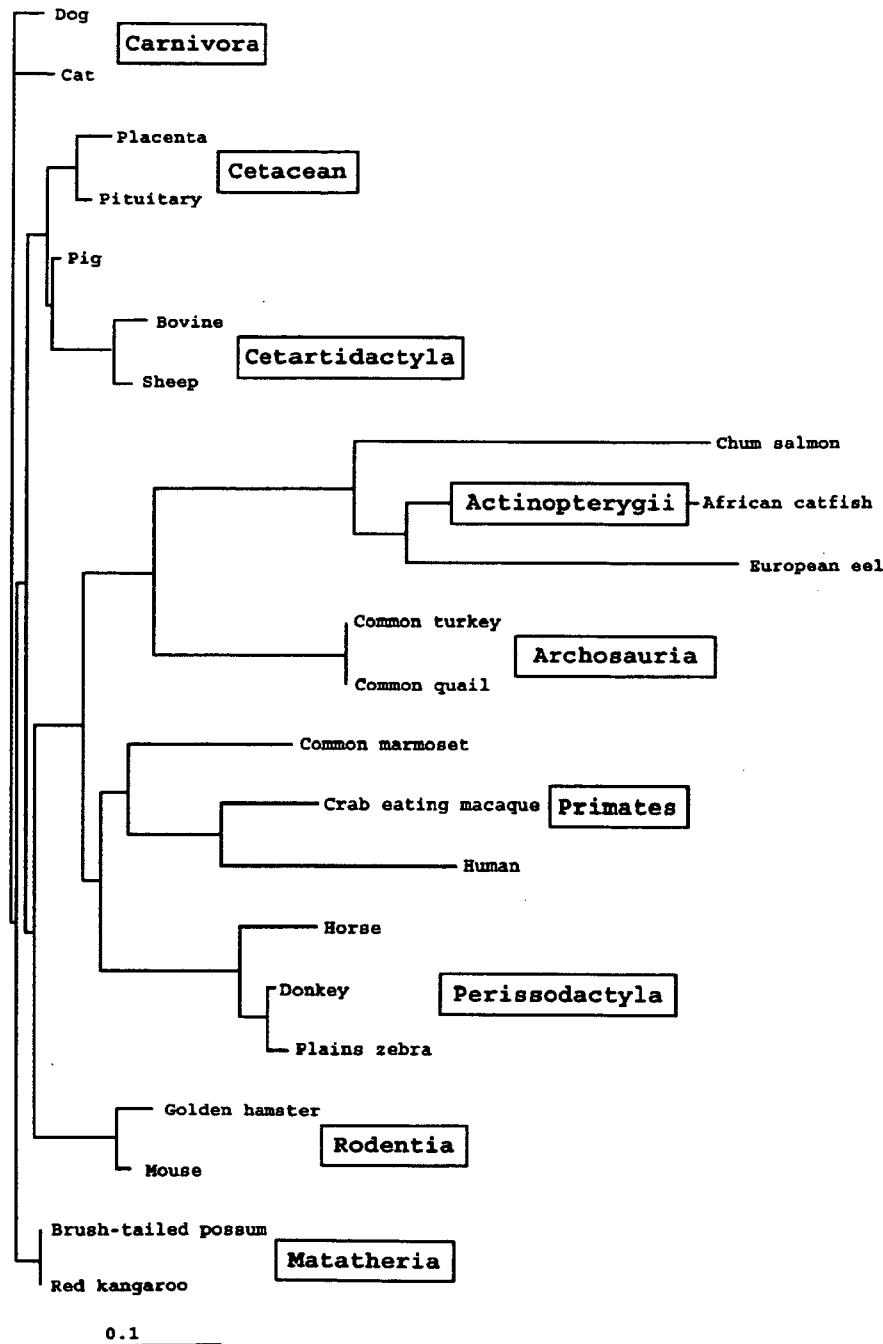 Dog
Carnivora
Cat
Placenta
Cetacean
Pituitary
Pig
Bovine
Cetartidactyla
Sheep
Chum salmon
Actinopterygii
African catfish
European eel
Common turkey
Archosauria
Common quail
Common marmoset
Crab eating macaque
Primates
Human
Horse
Donkey
Perissodactyla
Plains zebra
Golden hamster
Rodentia
Mouse
Brush-tailed possum
Matatheria
Red kangaroo
0.1